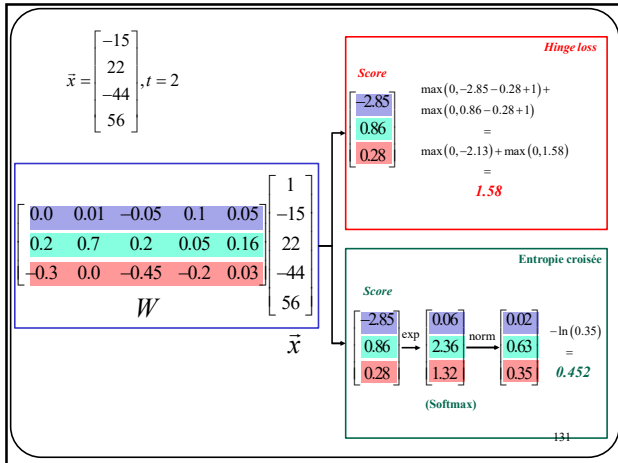 x⃗ = [−15 22 −44 56], t = 2
[0.0 0.01 −0.05 0.1 0.05
0.2 0.7 0.2 0.05 0.16
−0.3 0.0 −0.45 −0.2 0.03]
W
[1
−15
22
−44
56]
x⃗
Hinge loss
Score
[−2.85
0.86
0.28]
max(0, −2.85 − 0.28 + 1) +
max(0, 0.86 − 0.28 + 1)
=
max(0, −2.13) + max(0, 1.58)
=
1.58
Entropie croisée
Score
[−2.85
0.86
0.28]
exp
[0.06
2.36
1.32]
norm
[0.02
0.63
0.35]
−ln(0.35)
=
0.452
(Softmax)
131